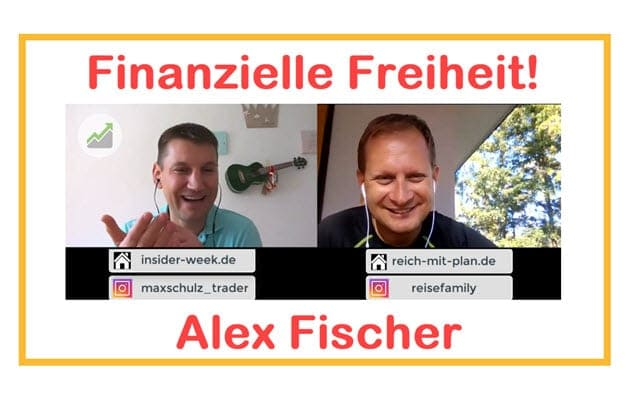 Finanzielle Freiheit!
insider-week.de
reich-mit-plan.de
maxschulz_trader
reisefamily
Alex Fischer